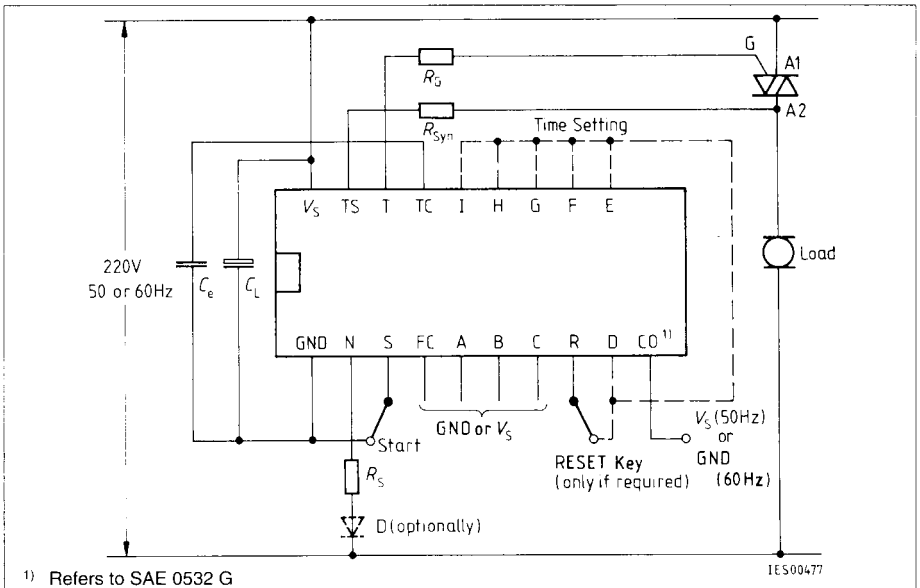 G
A1
R_G
A2
R_Syn
Time Setting
V_S TS T TC I H G F E
Load
220V
50 or 60Hz
C_e
C_L
GND N S FC A B C R D CO 1)
GND or V_S
V_S (50Hz)
or
GND
(60Hz)
Start
RESET Key
(only if required)
R_S
D(optionally)
IES00477
1) Refers to SAE 0532 G